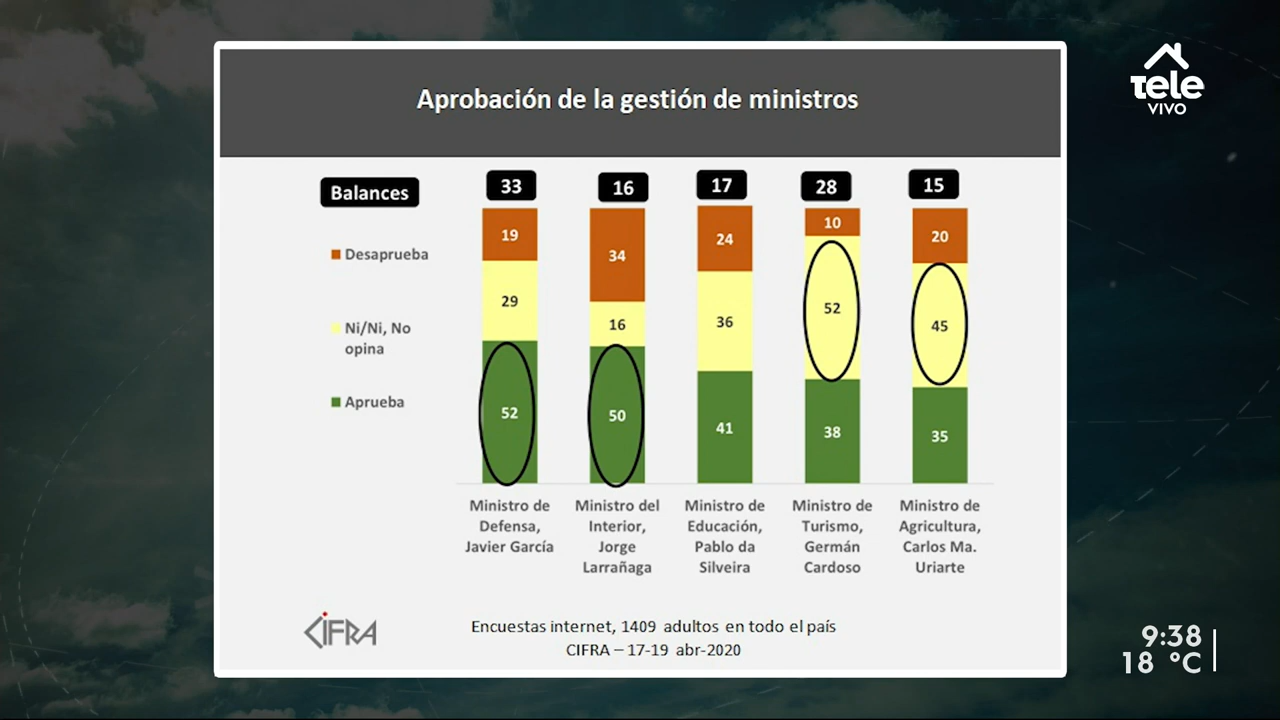 Aprobación de la gestión de ministros
tele
VIVO
Balances
33
16
17
28
15
Desaprueba
19
34
24
10
20
Ni/Ni, No
opina
29
16
36
52
45
Aprueba
52
50
41
38
35
Ministro de
Defensa,
Javier García
Ministro del
Interior,
Jorge
Larrañaga
Ministro de
Educación,
Pablo da
Silveira
Ministro de
Turismo,
Germán
Cardoso
Ministro de
Agricultura,
Carlos Ma.
Uriarte
CIFRA
Encuestas internet, 1409 adultos en todo el país
CIFRA – 17-19 abr-2020
9:38
18 °C